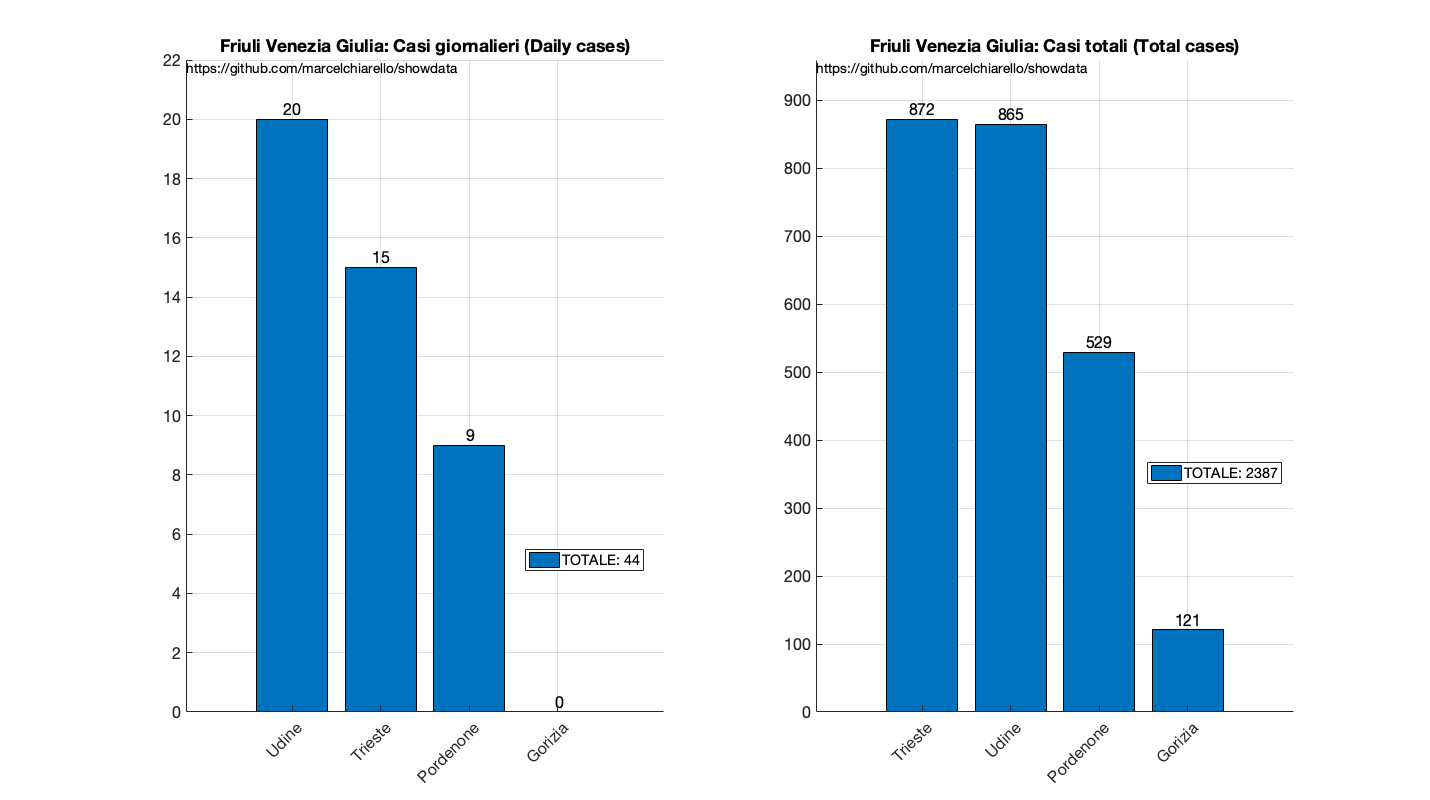 Friuli Venezia Giulia: Casi giornalieri (Daily cases)
https://github.com/marcelchiarello/showdata
22
20
18
16
14
12
10
8
6
4
2
0
20
15
9
0
TOTALE: 44
Udine
Trieste
Pordenone
Gorizia
Friuli Venezia Giulia: Casi totali (Total cases)
https://github.com/marcelchiarello/showdata
900
800
700
600
500
400
300
200
100
0
872
865
529
121
TOTALE: 2387
Trieste
Udine
Pordenone
Gorizia